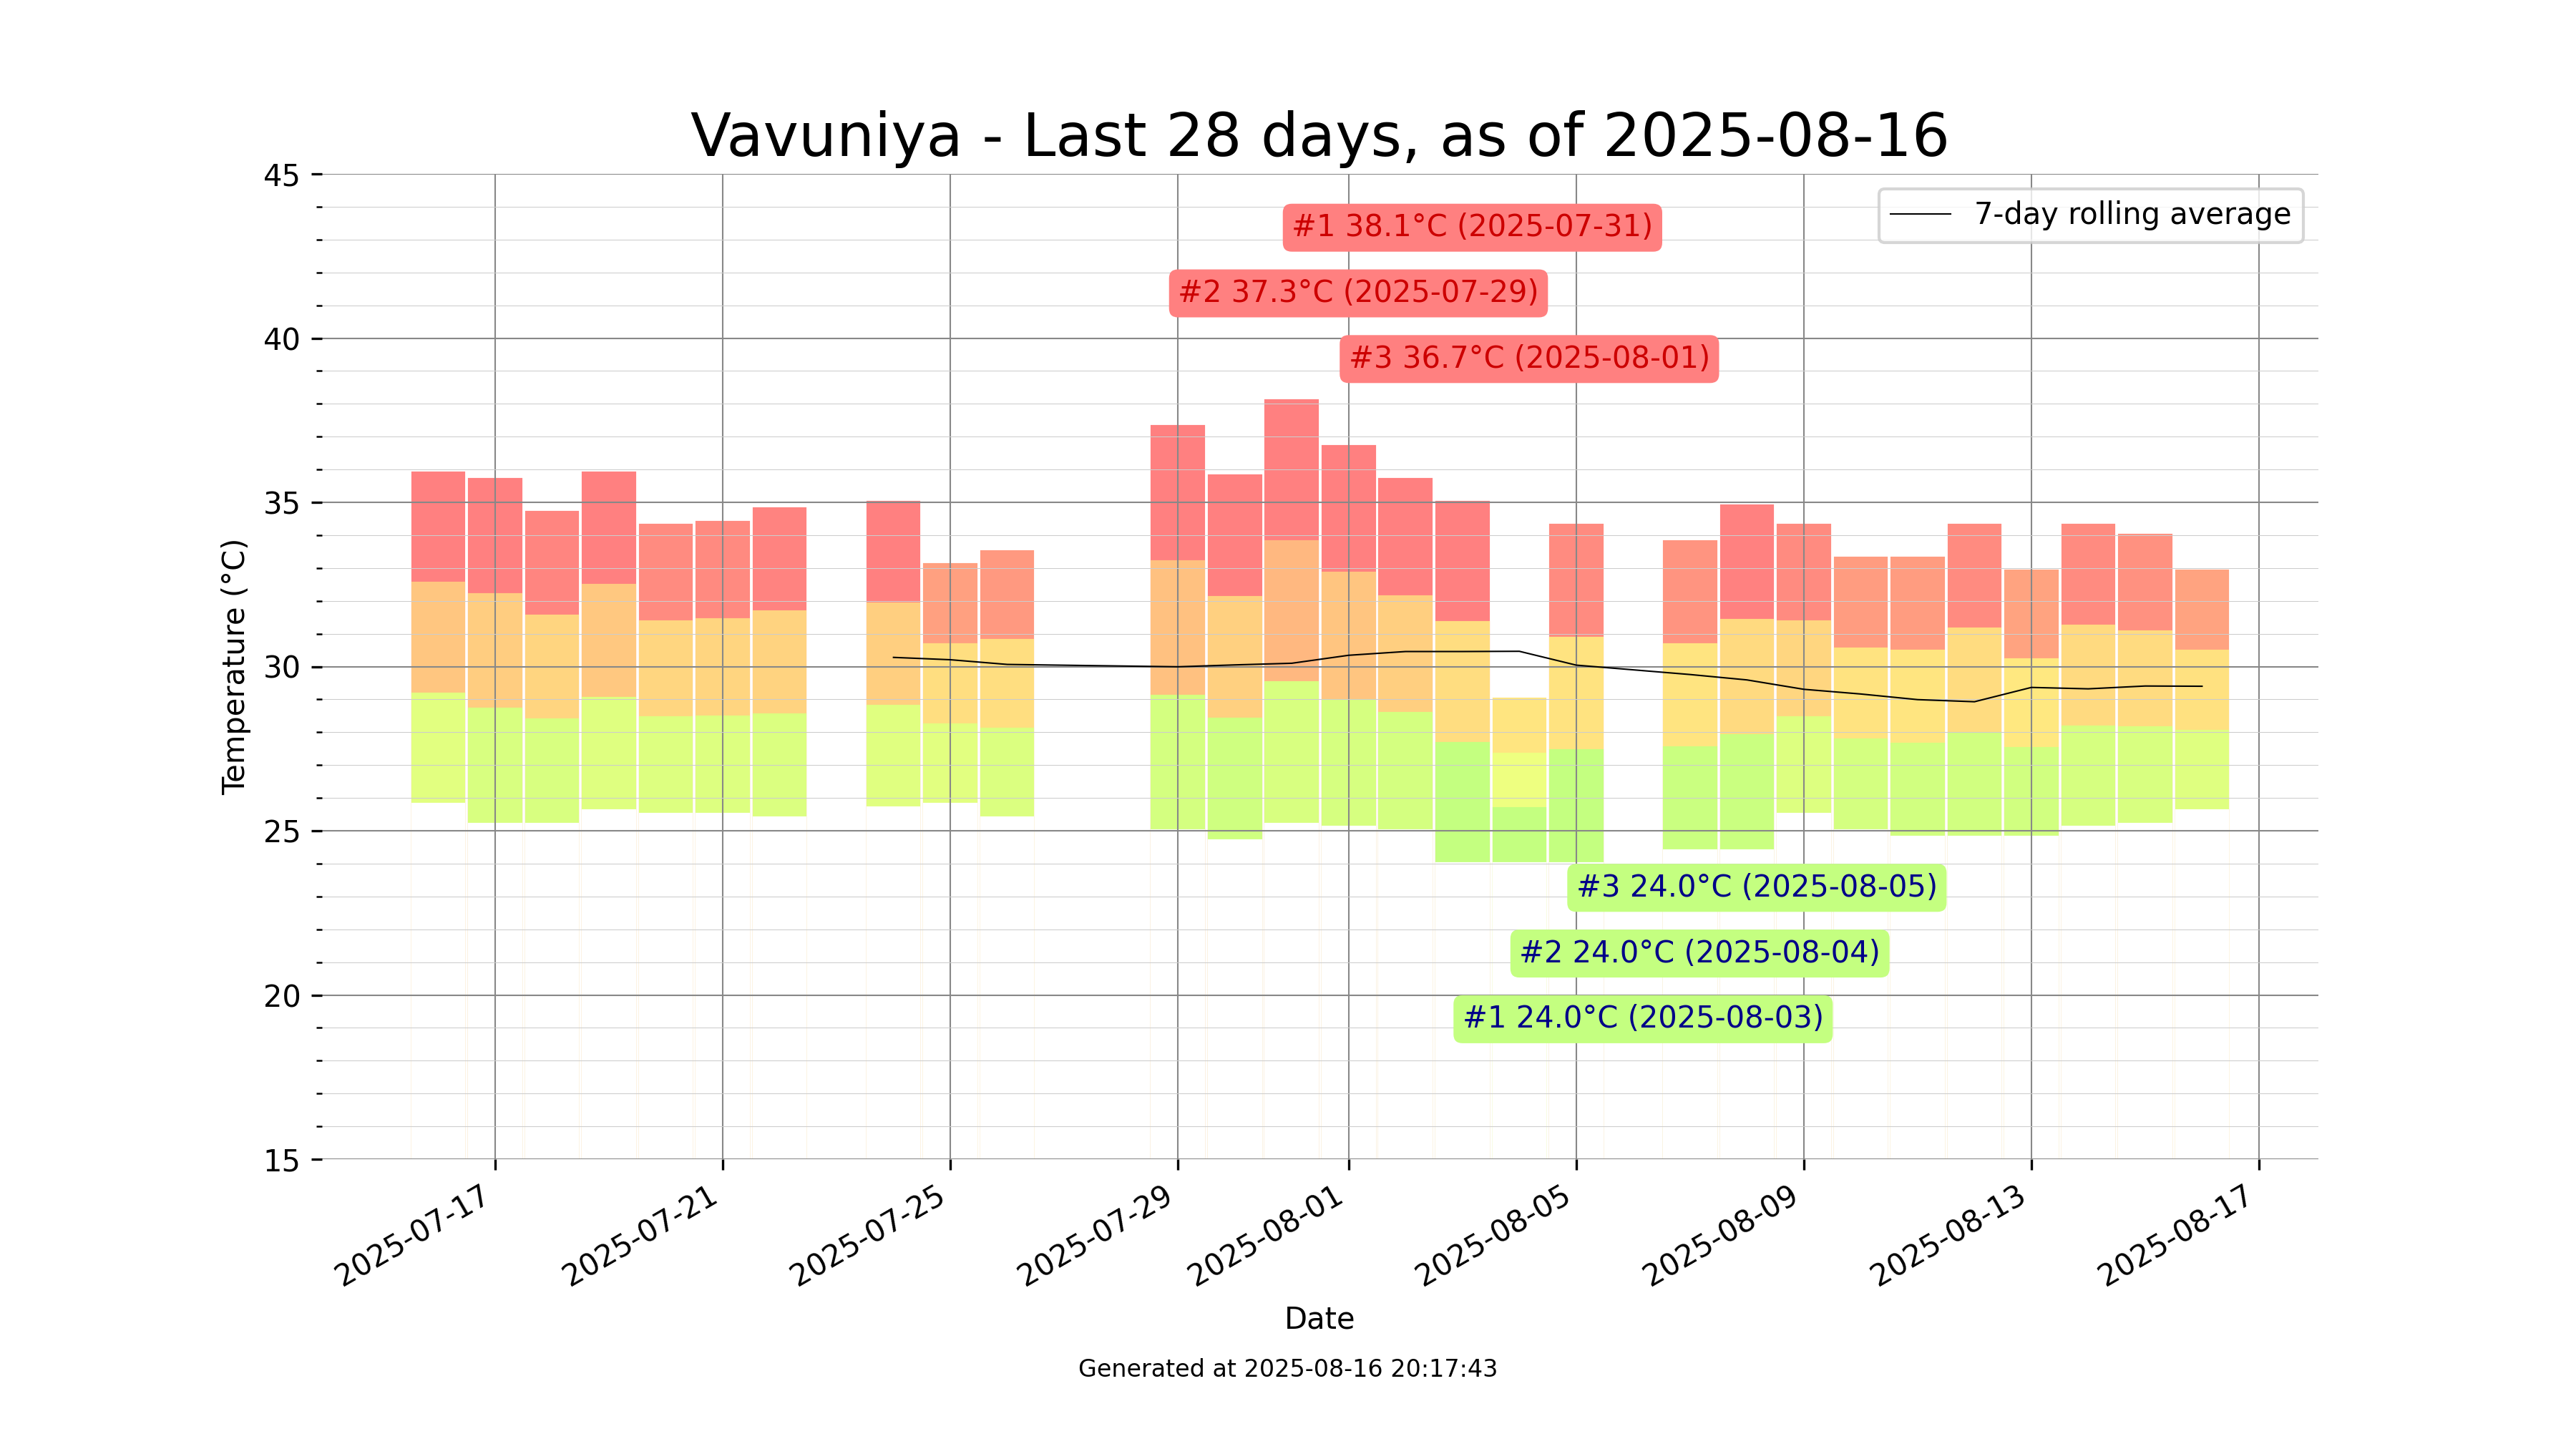 Vavuniya - Last 28 days, as of 2025-08-16
45
40
35
30
25
20
15
Temperature (°C)
7-day rolling average
#1 38.1°C (2025-07-31)
#2 37.3°C (2025-07-29)
#3 36.7°C (2025-08-01)
#3 24.0°C (2025-08-05)
#2 24.0°C (2025-08-04)
#1 24.0°C (2025-08-03)
2025-07-17
2025-07-21
2025-07-25
2025-07-29
2025-08-01
2025-08-05
2025-08-09
2025-08-13
2025-08-17
Date
Generated at 2025-08-16 20:17:43